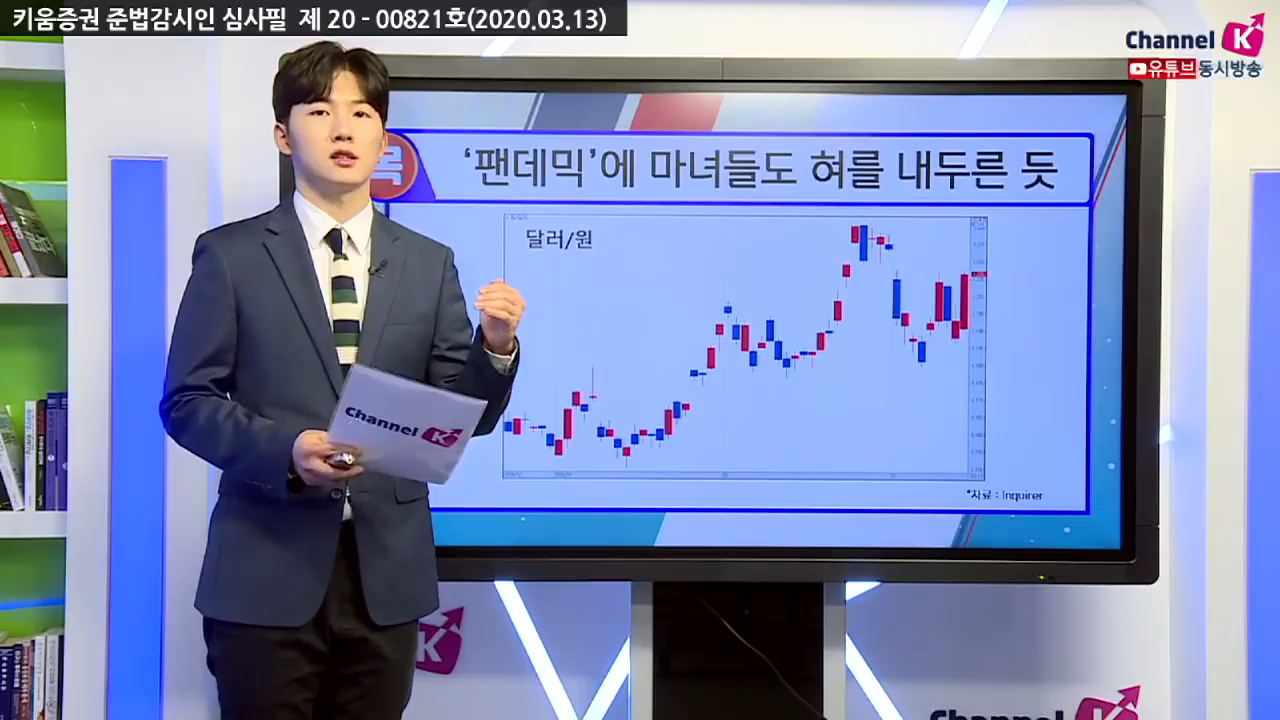 키움증권 준법감시인 심사필 제 20 - 00821호(2020.03.13)
Channel K
유튜브동시방송
목
‘팬데믹’에 마녀들도 혀를 내두른 듯
달러/원
*자료 : Inquirer
Channel K
K
Channel K